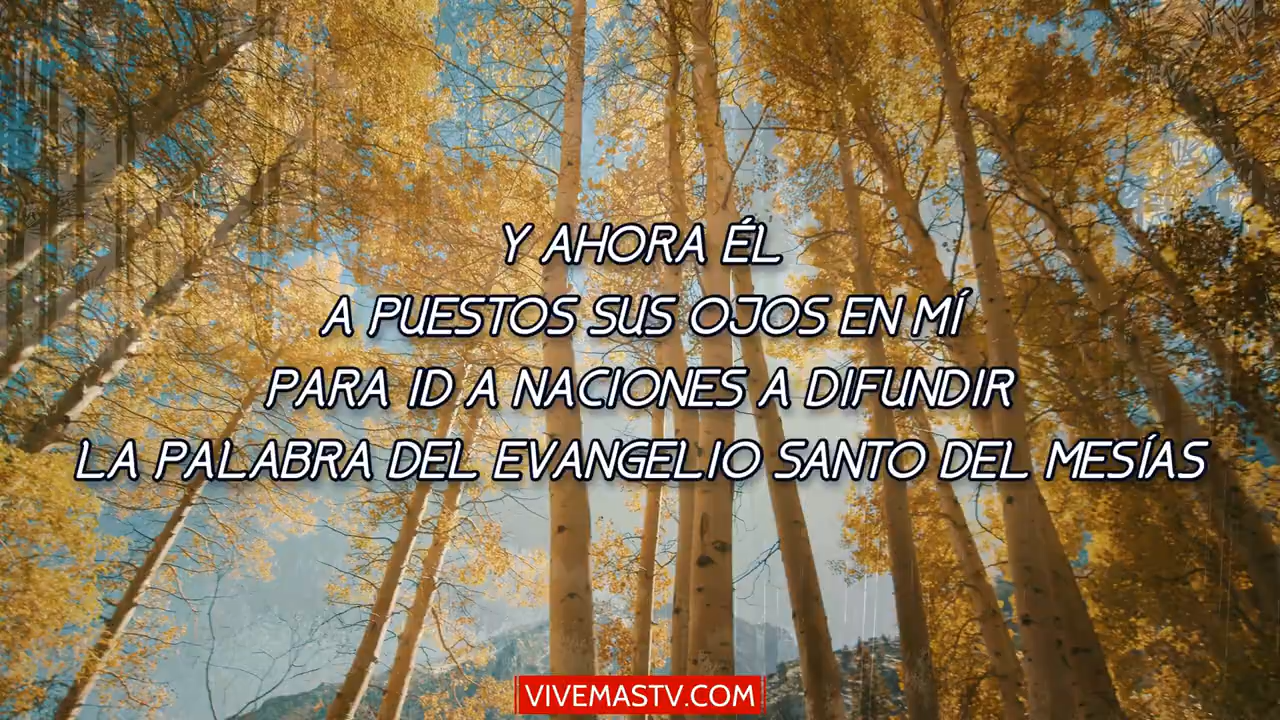 Y AHORA ÉL
A PUESTOS SUS OJOS EN MÍ
PARA ID A NACIONES A DIFUNDIR
LA PALABRA DEL EVANGELIO SANTO DEL MESÍAS
VIVEMASTV.COM